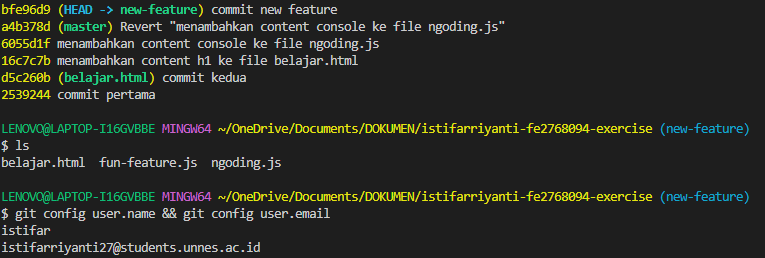 bfe96d9 (HEAD -> new-feature) commit new feature
a4b378d (master) Revert "menambahkan content console ke file ngoding.js"
6055d1f menambahkan content console ke file ngoding.js
16c7c7b menambahkan content h1 ke file belajar.html
d5c260b (belajar.html) commit kedua
2539244 commit pertama
LENOVO@LAPTOP-I16GVBBE MINGW64 ~/OneDrive/Documents/DOKUMEN/istifarriyanti-fe2768094-exercise (new-feature)
$ ls
belajar.html  fun-feature.js  ngoding.js
LENOVO@LAPTOP-I16GVBBE MINGW64 ~/OneDrive/Documents/DOKUMEN/istifarriyanti-fe2768094-exercise (new-feature)
$ git config user.name && git config user.email
istifar
istifarriyanti27@students.unnes.ac.id